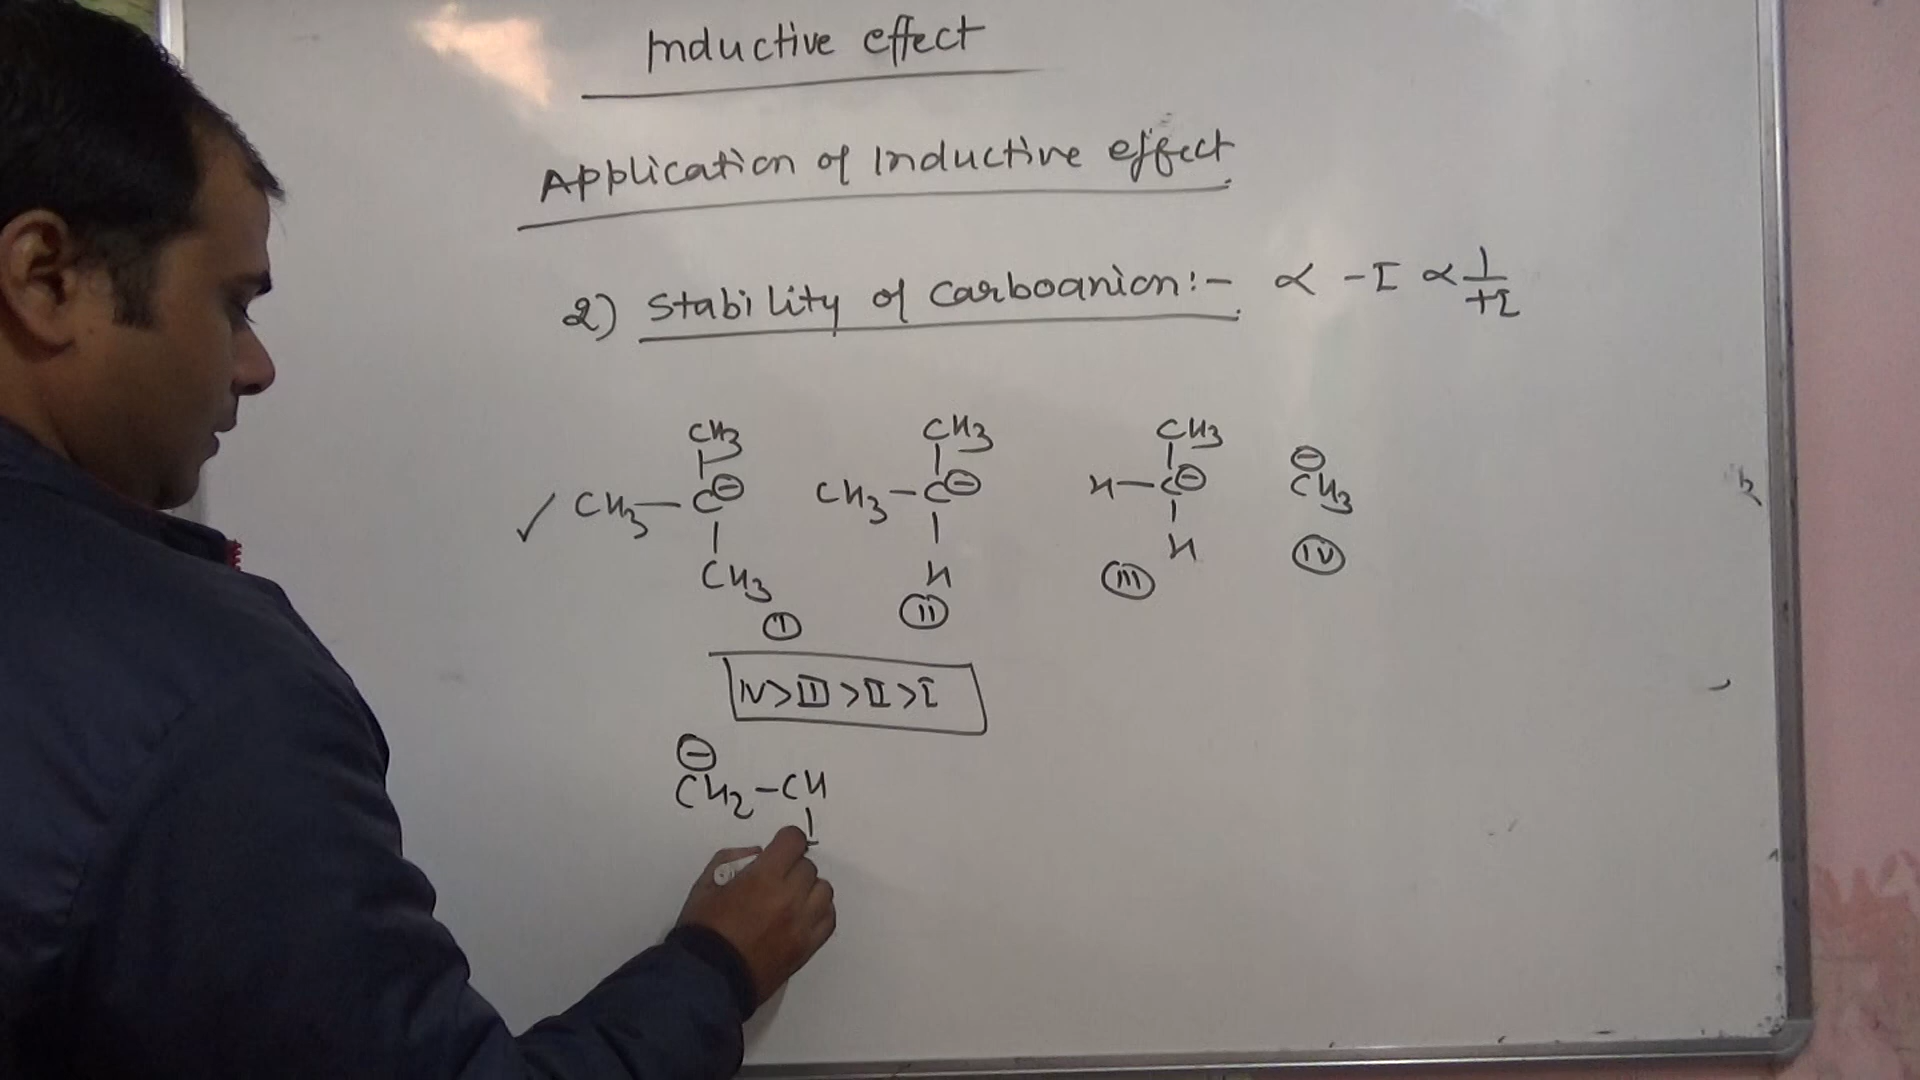 Inductive effect
Application of Inductive effect
2) Stability of Carboanion:- ∝ -I ∝ 1/+I
CH3 CH3 CH3 ⊖
✓ CH3-C⊖ CH3-C⊖ H-C⊖ CH3
CH3 H H
I II III IV
IV>III>II>I
⊖
CH2-CH